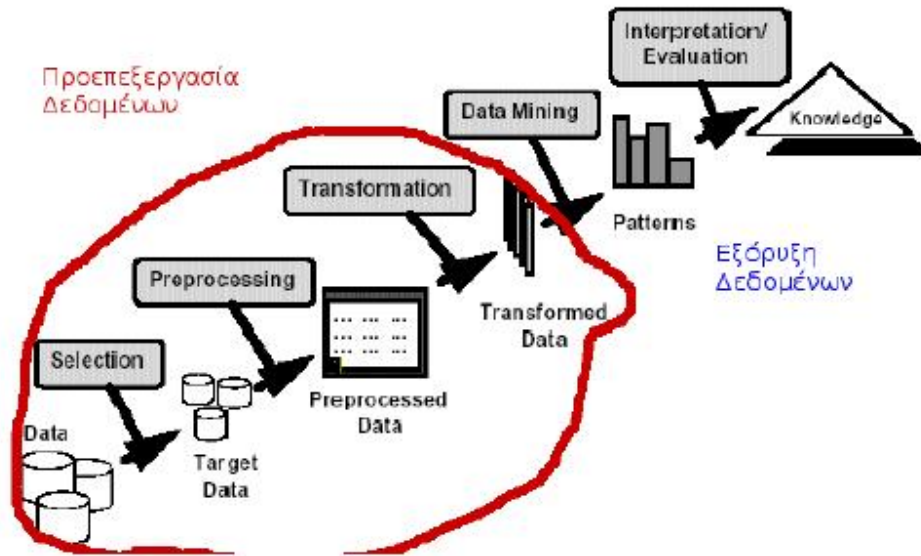 Προεπεξεργασία
Δεδομένων
Interpretation/
Evaluation
Data Mining
Knowledge
Transformation
Patterns
Εξόρυξη
Δεδομένων
Preprocessing
Transformed
Data
Selection
Preprocessed
Data
Data
Target
Data